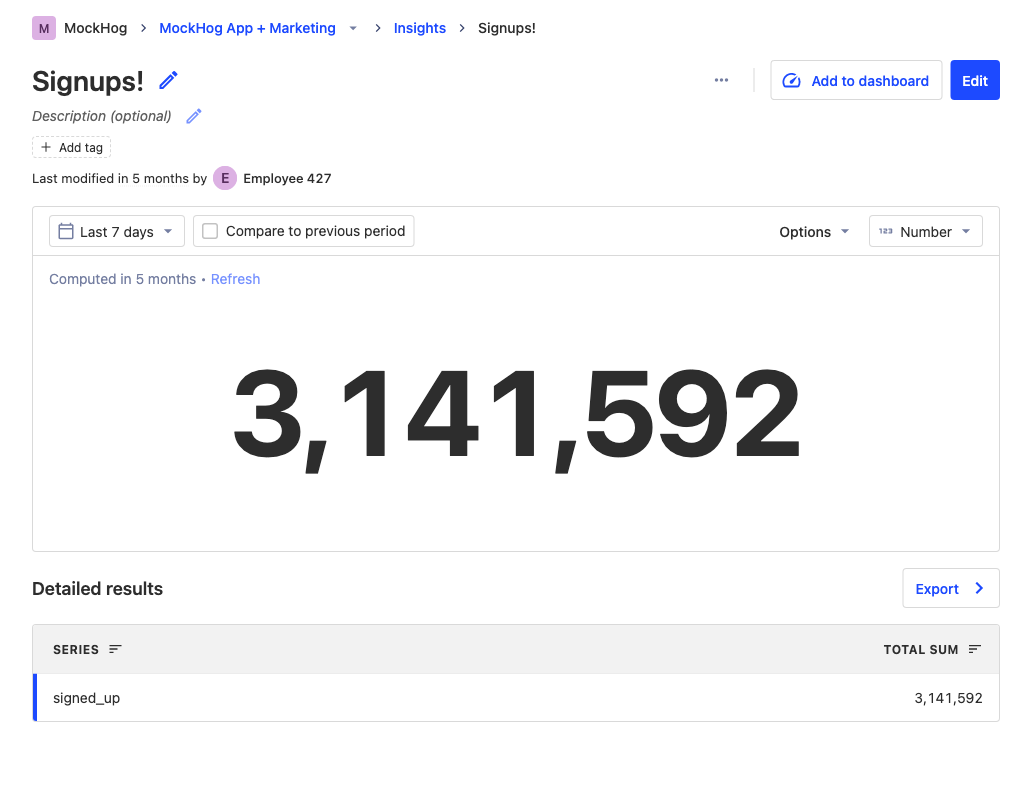 M MockHog > MockHog App + Marketing > Insights > Signups!
Signups!
··· Add to dashboard Edit
Description (optional)
+ Add tag
Last modified in 5 months by E Employee 427
Last 7 days Compare to previous period Options 123 Number
Computed in 5 months • Refresh
3,141,592
Detailed results Export >
SERIES TOTAL SUM
signed_up 3,141,592